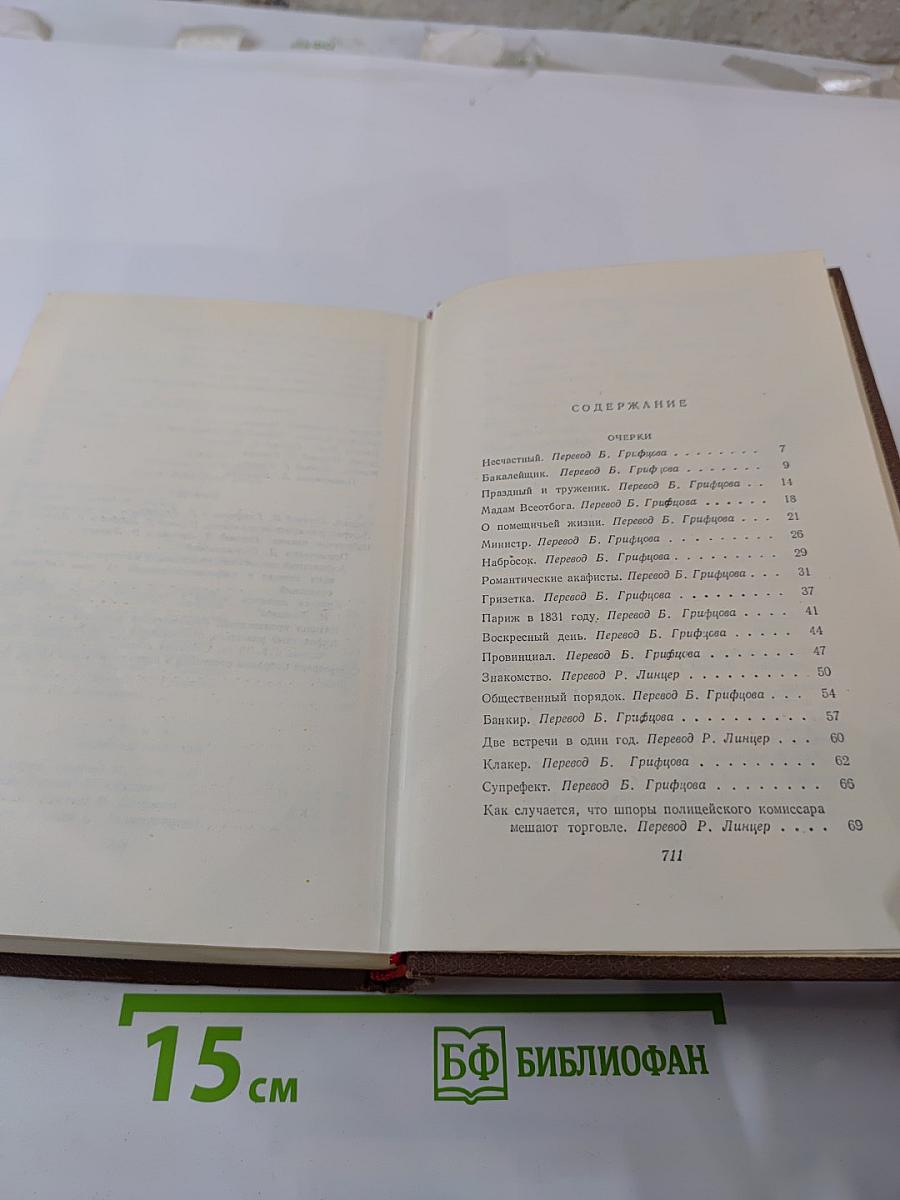 СОДЕРЖАНИЕ
ОЧЕРКИ
Несчастный. Перевод Б. Грифцова . . . . . . . . 7
Бакалейщик. Перевод Б. Грифцова . . . . . . . 9
Праздный и труженик. Перевод Б. Грифцова . . 14
Мадам Всеотбога. Перевод Б. Грифцова . . . . . . 18
О помещичьей жизни. Перевод Б. Грифцова . . . 21
Министр. Перевод Б. Грифцова . . . . . . . . . 26
Набросок. Перевод Б. Грифцова . . . . . . . . . 29
Романтические акафисты. Перевод Б. Грифцова . . . 31
Гризетка. Перевод Б. Грифцова . . . . . . . . . 37
Париж в 1831 году. Перевод Б. Грифцова . . . . 41
Воскресный день. Перевод Б. Грифцова . . . . . 44
Провинциал. Перевод Б. Грифцова . . . . . . . 47
Знакомство. Перевод Р. Линцер . . . . . . . . . 50
Общественный порядок. Перевод Б. Грифцова . . . 54
Банкир. Перевод Б. Грифцова . . . . . . . . . . 57
Две встречи в один год. Перевод Р. Линцер . . . 60
Клакер. Перевод Б. Грифцова . . . . . . . . . 62
Супрефект. Перевод Б. Грифцова . . . . . . . . 66
Как случается, что шпоры полицейского комиссара
мешают торговле. Перевод Р. Линцер . . . . 69
711
15 см
БФ БИБЛИОФАН